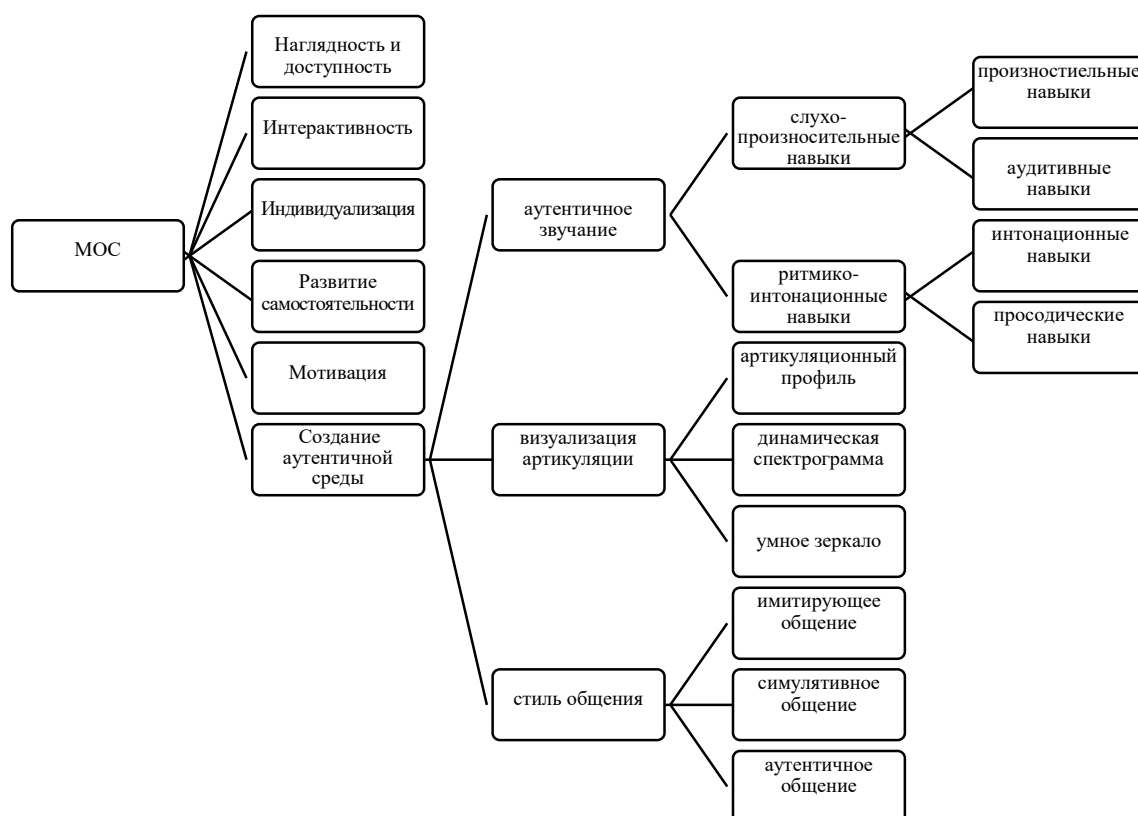 МОС
Наглядность и
доступность
Интерактивность
Индивидуализация
Развитие
самостоятельности
Мотивация
Создание
аутентичной
среды
аутентичное
звучание
слухо-
произносительные
навыки
произностиельные
навыки
аудитивные
навыки
ритмико-
интонационные
навыки
интонационные
навыки
просодические
навыки
визуализация
артикуляции
артикуляционный
профиль
динамическая
спектрограмма
умное зеркало
стиль общения
имитирующее
общение
симулятивное
общение
аутентичное
общение